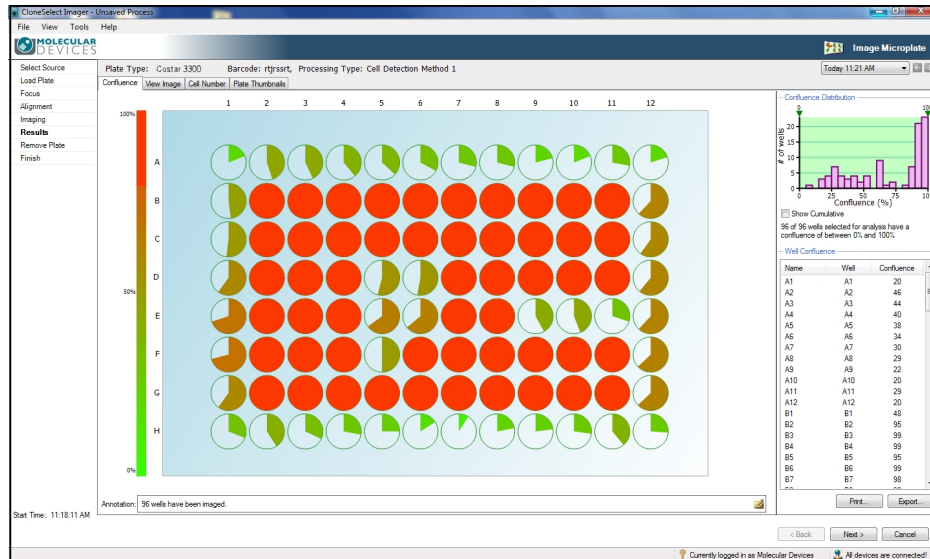 CloneSelect Imager - Unsaved Process
File View Tools Help
MOLECULAR
DEVICES
Image Microplate
Select Source
Load Plate
Focus
Alignment
Imaging
Results
Remove Plate
Finish
Start Time: 11:18:11 AM
Plate Type: Costar 3300 Barcode: rtjrssrt, Processing Type: Cell Detection Method 1
Today 11:21 AM
Confluence View Image Cell Number Plate Thumbnails
1 2 3 4 5 6 7 8 9 10 11 12
100%
A
B
C
D
50%
E
F
G
H
0%
Annotation: 96 wells have been imaged.
Confluence Distribution
0 100
# of wells
20
15
10
5
0
0 25 50 75 100
Confluence (%)
Show Cumulative
96 of 96 wells selected for analysis have a
confluence of between 0% and 100%
Well Confluence
Name Well Confluence
A1 A1 20
A2 A2 46
A3 A3 44
A4 A4 40
A5 A5 38
A6 A6 34
A7 A7 30
A8 A8 29
A9 A9 22
A10 A10 20
A11 A11 29
A12 A12 20
B1 B1 48
B2 B2 95
B3 B3 99
B4 B4 99
B5 B5 95
B6 B6 99
B7 B7 98
Print... Export...
< Back Next > Cancel
Currently logged in as Molecular Devices All devices are connected!